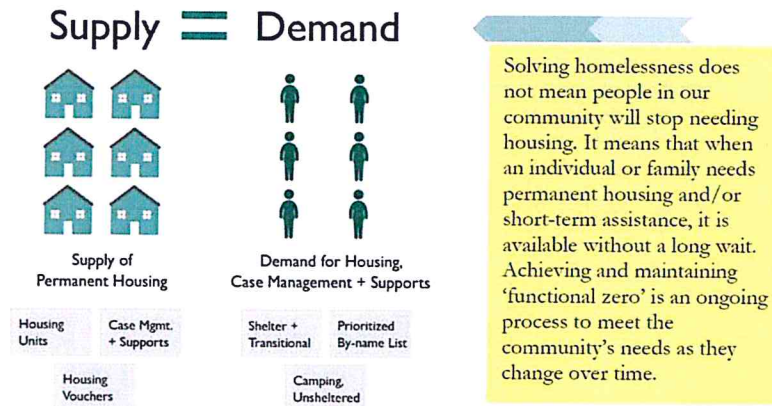 Supply = Demand
Supply of
Permanent Housing
Housing
Units
Case Mgmt.
+ Supports
Housing
Vouchers
Demand for Housing,
Case Management + Supports
Shelter +
Transitional
Prioritized
By-name List
Camping,
Unsheltered
Solving homelessness does
not mean people in our
community will stop needing
housing. It means that when
an individual or family needs
permanent housing and/or
short-term assistance, it is
available without a long wait.
Achieving and maintaining
‘functional zero’ is an ongoing
process to meet the
community’s needs as they
change over time.